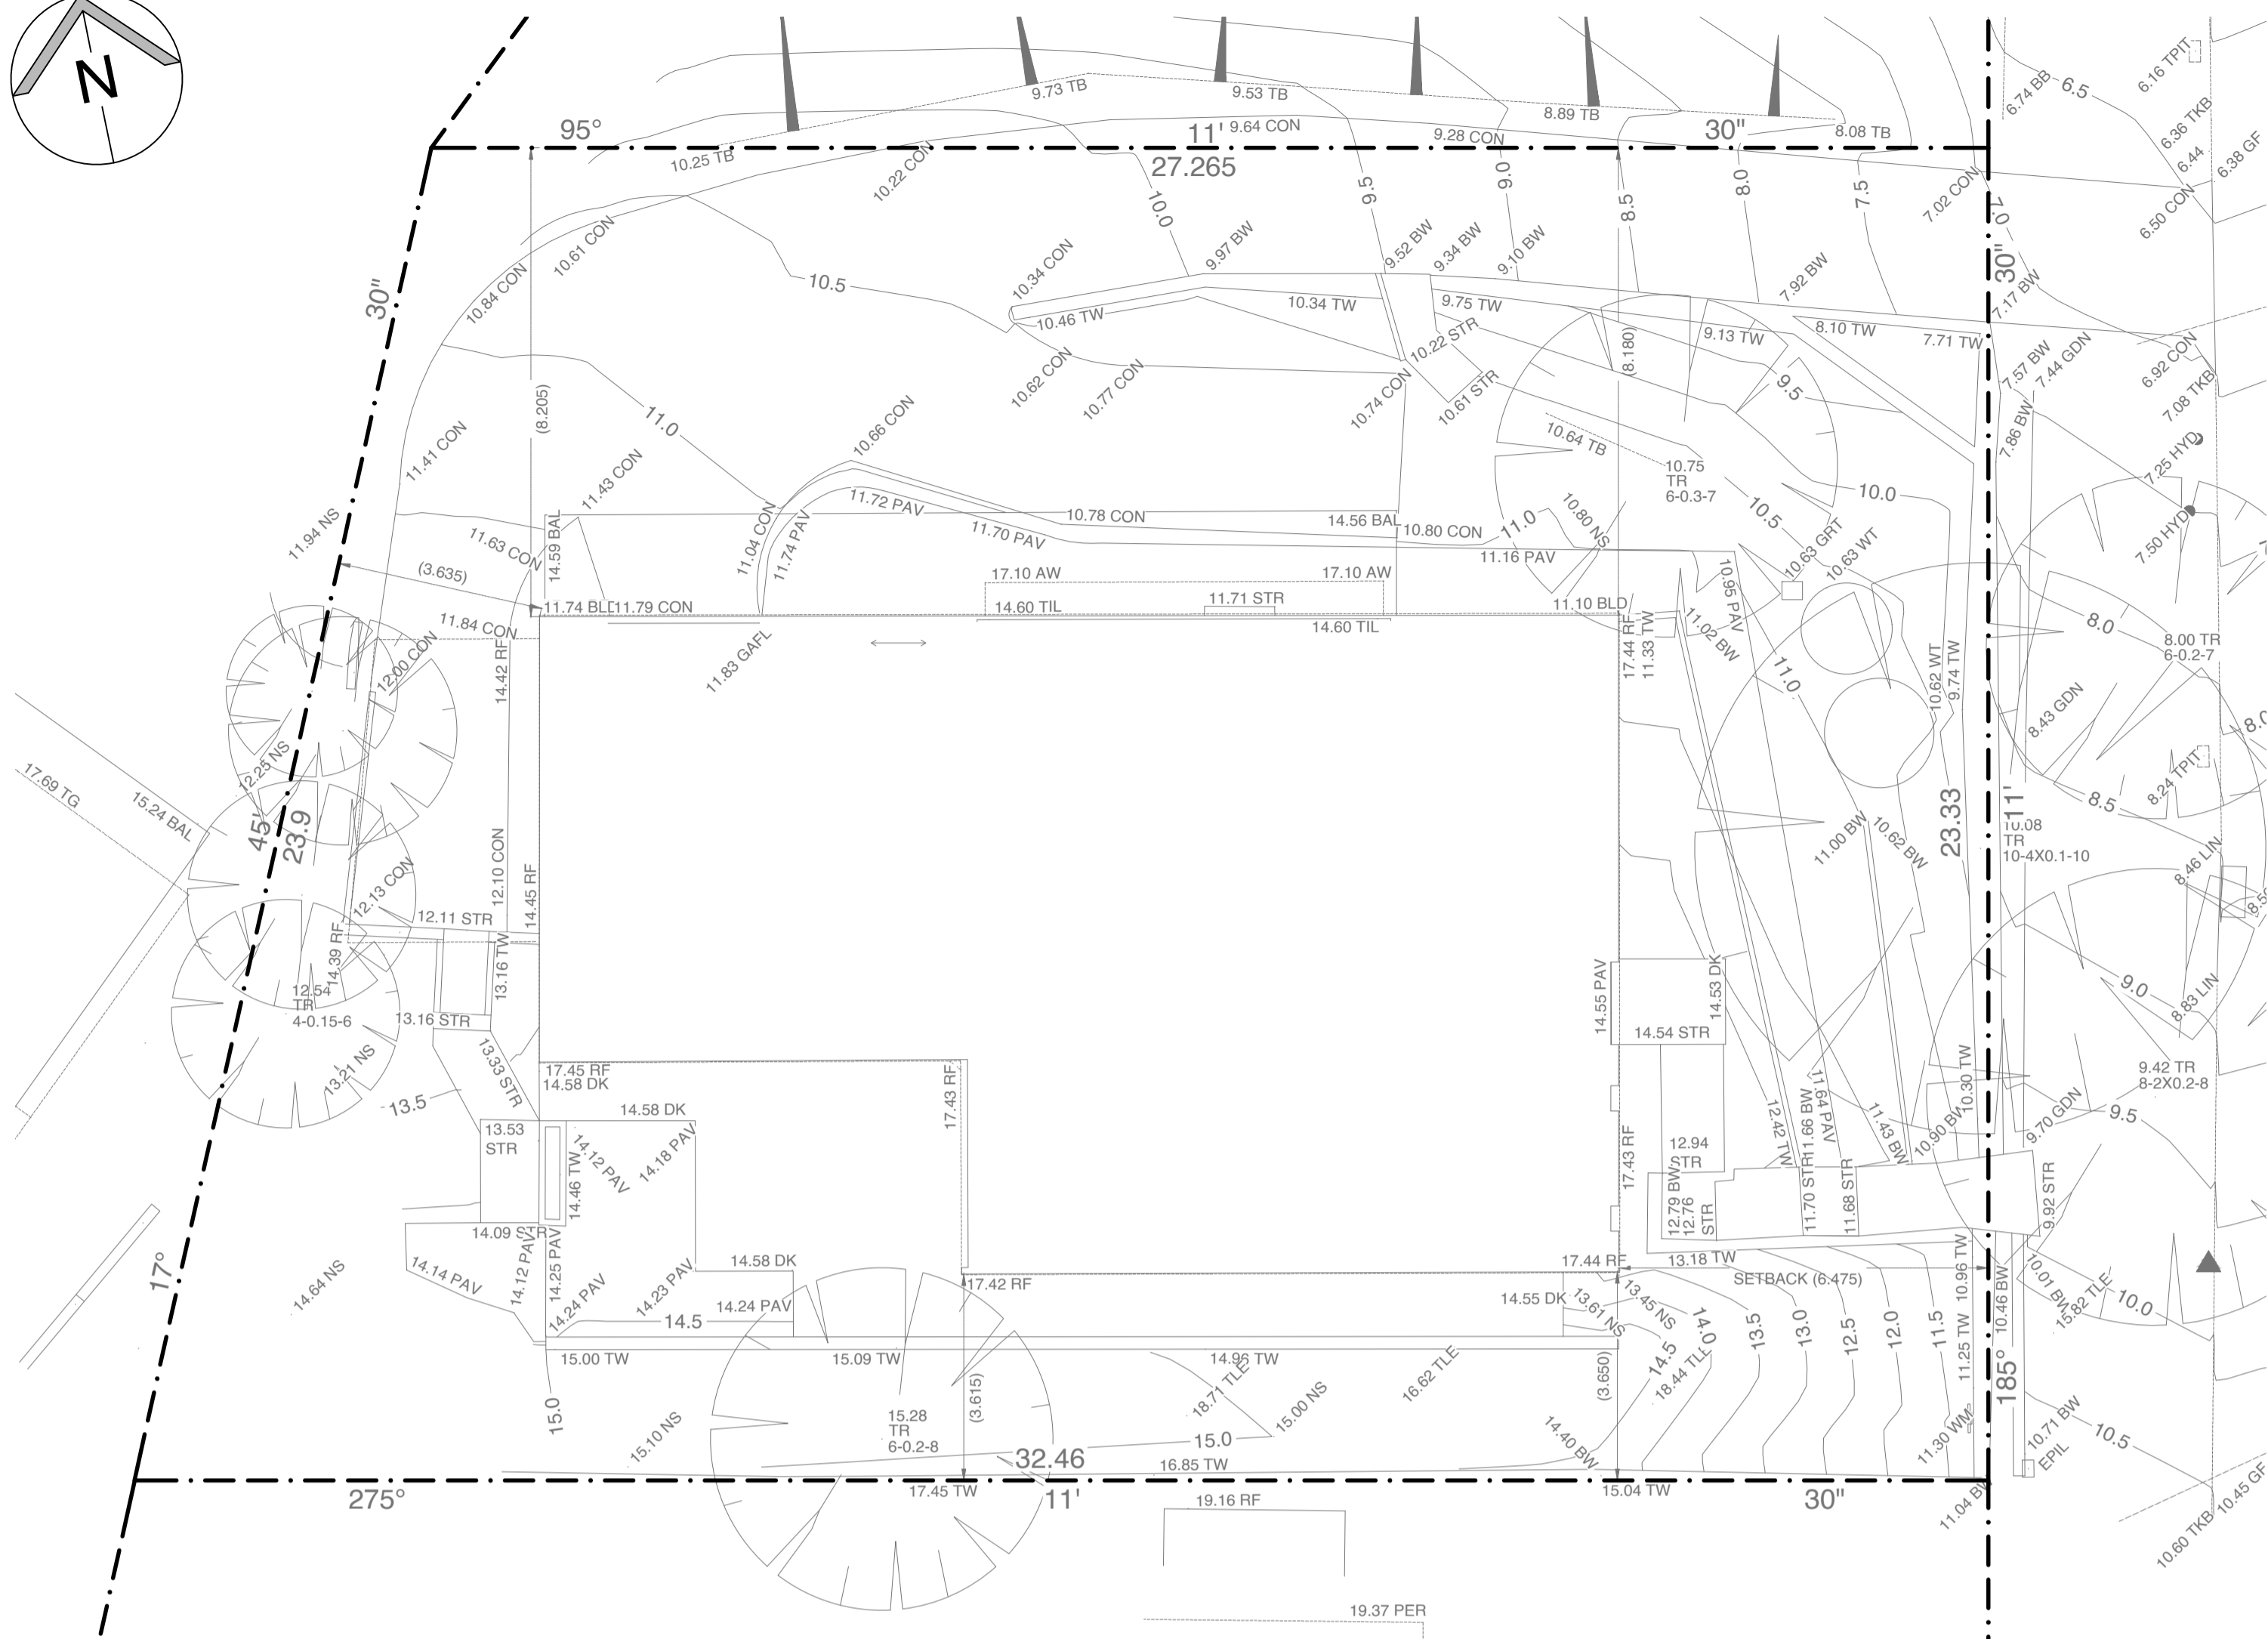 N
95°
11'
30"
27.265
9.73 TB
9.53 TB
8.89 TB
8.08 TB
10.25 TB
9.64 CON
9.28 CON
10.22 CON
6.74 BB
6.5
6.16 TPIT
6.36 TKB
6.44
6.38 GF
6.50 CON
7.02 CON
7.0
30"
30"
10.61 CON
10.84 CON
10.5
10.0
9.5
9.0
8.5
8.0
7.5
10.34 CON
9.97 BW
9.52 BW
9.34 BW
9.10 BW
7.92 BW
7.17 BW
10.46 TW
10.34 TW
9.75 TW
9.13 TW
8.10 TW
7.71 TW
10.22 STR
(8.180)
(8.205)
9.5
7.57 BW
7.44 GDN
6.92 CON
7.08 TKB
7.86 BW
10.62 CON
10.77 CON
10.74 CON
10.61 STR
11.0
10.66 CON
11.41 CON
11.43 CON
10.64 TB
10.75
TR
6-0.3-7
10.0
10.5
7.25 HYD
7.50 HYD
11.94 NS
11.63 CON
14.59 BAL
11.72 PAV
11.70 PAV
10.78 CON
14.56 BAL
10.80 CON
11.0
10.80 NS
11.16 PAV
11.04 CON
11.74 PAV
(3.635)
17.10 AW
17.10 AW
10.63 GRT
10.63 WT
10.95 PAV
11.74 BLD
11.79 CON
14.60 TIL
11.71 STR
14.60 TIL
11.10 BLD
11.84 CON
12.00 CON
14.42 RF
11.83 GAFL
17.44 RF
11.33 TW
11.02 BW
11.0
10.62 WT
9.74 TW
8.0
8.00 TR
6-0.2-7
8.43 GDN
8.24 TPIT
8.5
17.69 TG
15.24 BAL
12.25 NS
45'
23.9
12.10 CON
14.45 RF
12.13 CON
11.00 BW
10.62 BW
23.33
11'
10.08
TR
10-4X0.1-10
8.46 LIN
12.11 STR
14.39 RF
13.16 TW
12.54
TR
4-0.15-6
13.16 STR
13.21 NS
13.33 STR
13.5
14.55 PAV
14.53 DK
14.54 STR
9.0
8.83 LIN
17.45 RF
14.58 DK
14.58 DK
17.43 RF
13.53
STR
14.12 PAV
14.18 PAV
14.46 TW
17.43 RF
12.94
STR
12.42 TW
11.66 BW
11.64 PAV
11.43 BW
10.90 BW
10.30 TW
9.42 TR
8-2X0.2-8
9.5
9.70 GDN
12.79 BW
12.76
STR
11.70 STR
11.68 STR
9.92 STR
14.09 STR
14.14 PAV
14.12 PAV
14.25 PAV
14.24 PAV
14.23 PAV
14.58 DK
14.24 PAV
14.5
17.42 RF
17.44 RF
13.18 TW
SETBACK (6.475)
14.55 DK
13.61 NS
13.45 NS
14.0
13.5
13.0
12.5
12.0
11.5
10.96 TW
11.25 TW
10.46 BW
10.01 BW
15.82 TLE
10.0
17°
14.64 NS
15.00 TW
15.09 TW
14.96 TW
15.0
15.10 NS
15.28
TR
6-0.2-8
(3.615)
18.71 TLE
15.00 NS
16.62 TLE
(3.650)
14.5
18.44 TLE
14.40 BW
185°
11.30 WM
10.71 BW
EPIL
10.5
15.0
32.46
16.85 TW
275°
17.45 TW
11'
15.04 TW
30"
11.04 BW
10.60 TKB
10.45 GF
19.16 RF
19.37 PER